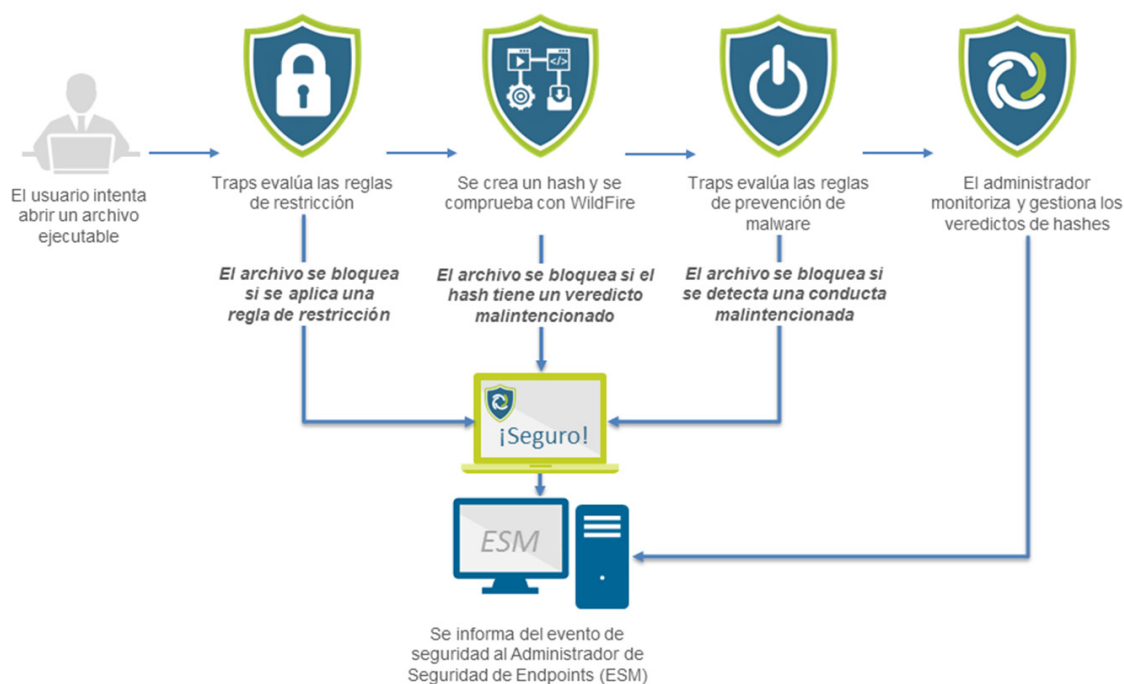 El usuario intenta
abrir un archivo
ejecutable
Traps evalúa las reglas
de restricción
Se crea un hash y se
comprueba con WildFire
Traps evalúa las reglas
de prevención de
malware
El administrador
monitoriza y gestiona los
veredictos de hashes
El archivo se bloquea
si se aplica una
regla de restricción
El archivo se bloquea si el
hash tiene un veredicto
malintencionado
El archivo se bloquea si
se detecta una conducta
malintencionada
¡Seguro!
ESM
Se informa del evento de
seguridad al Administrador de
Seguridad de Endpoints (ESM)